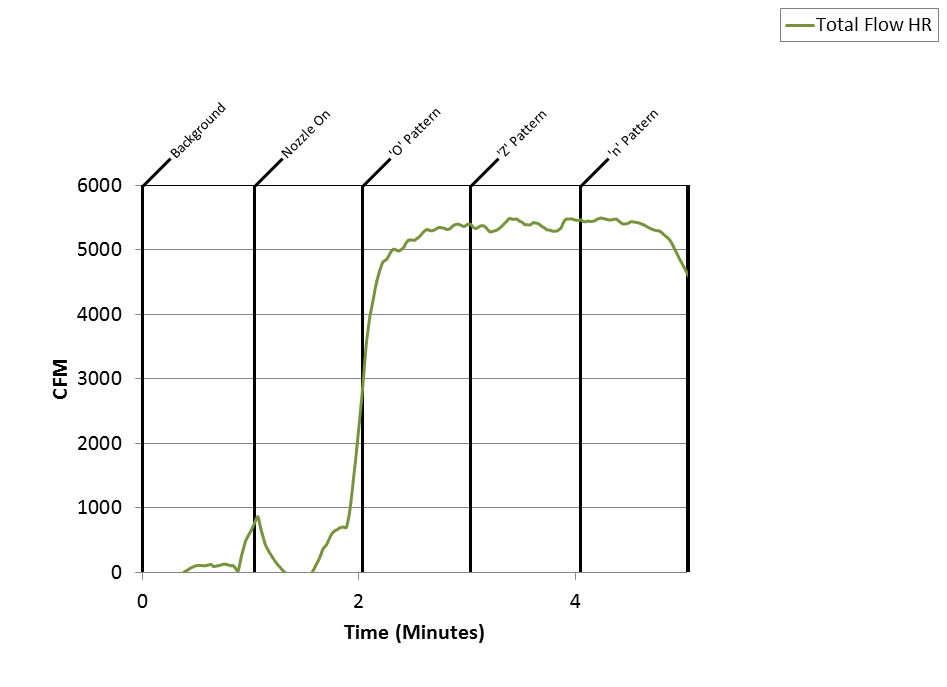 Total Flow HR
Background
Nozzle On
'O' Pattern
'Z' Pattern
'n' Pattern
6000
5000
4000
3000
2000
1000
0
CFM
0 2 4
Time (Minutes)